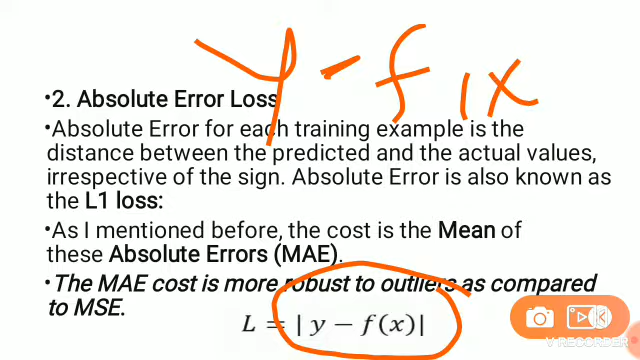 y - f(x
•2. Absolute Error Loss
•Absolute Error for each training example is the
distance between the predicted and the actual values,
irrespective of the sign. Absolute Error is also known as
the L1 loss:
•As I mentioned before, the cost is the Mean of
these Absolute Errors (MAE).
•The MAE cost is more robust to outliers as compared
to MSE.
L = | y − f(x)|
V RECORDER